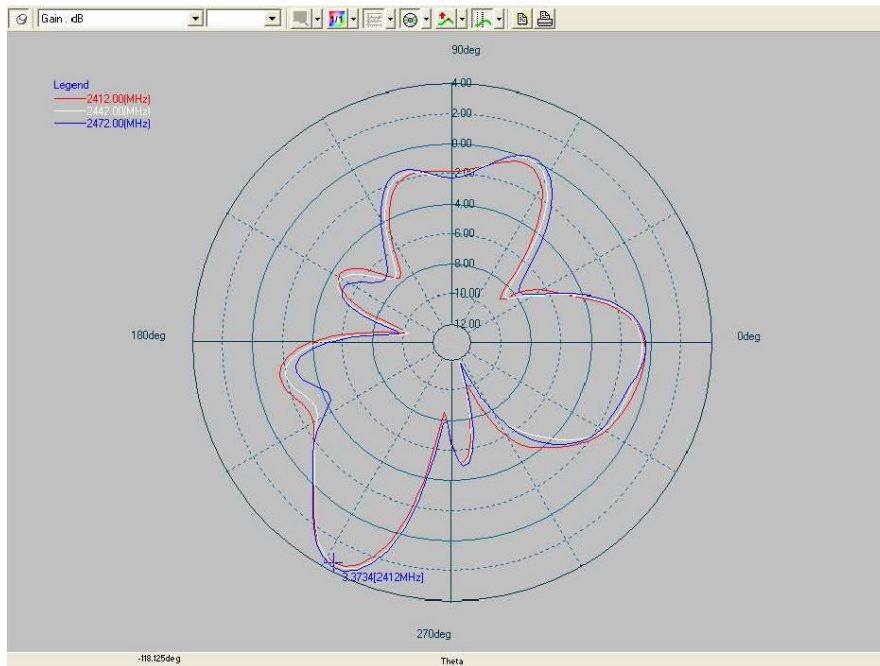 Gain : dB
1/1
90deg
Legend
2412.00(MHz)
2442.00(MHz)
2472.00(MHz)
4.00
2.00
0.00
-2.00
-4.00
-6.00
-8.00
-10.00
-12.00
180deg
0deg
3.3734[2412MHz]
270deg
-118.125deg
Theta